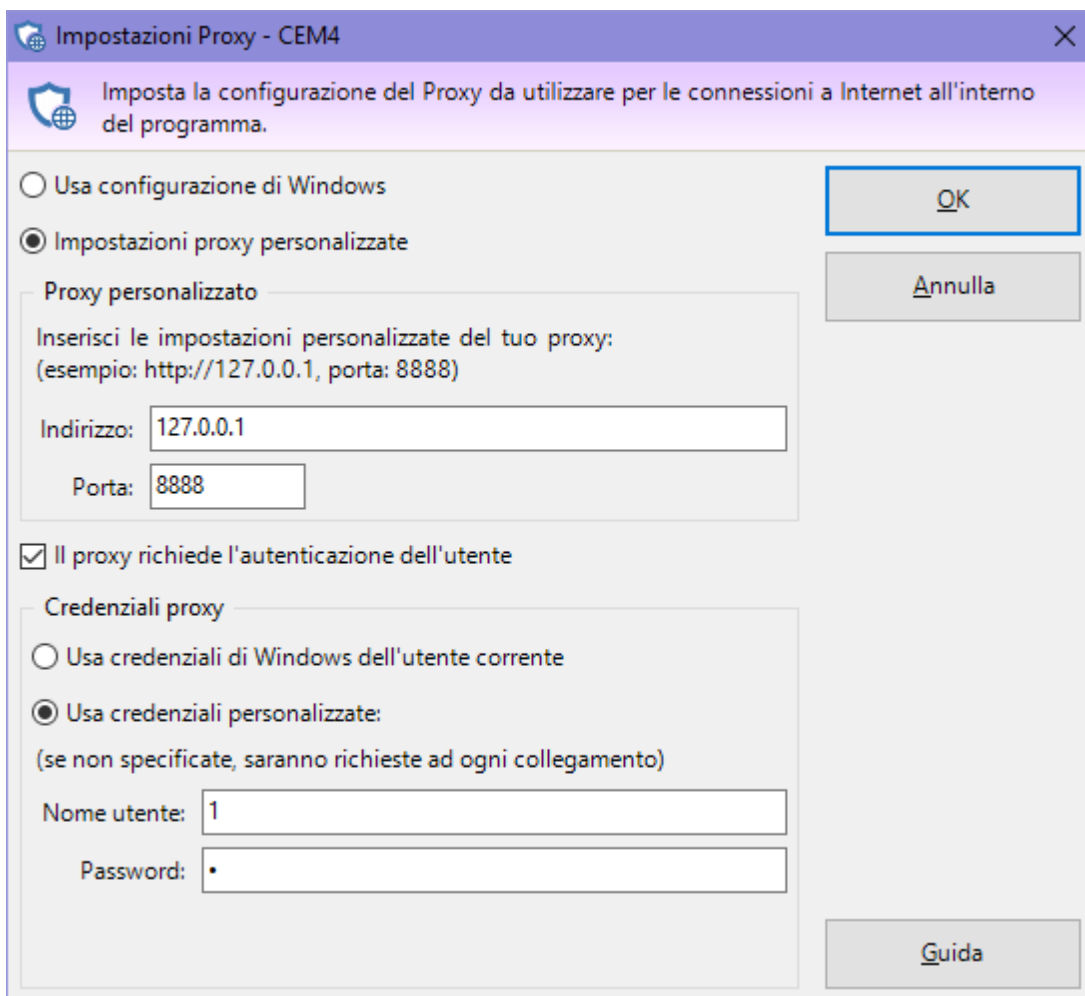 Impostazioni Proxy - CEM4
Imposta la configurazione del Proxy da utilizzare per le connessioni a Internet all'interno
del programma.
Usa configurazione di Windows
OK
Impostazioni proxy personalizzate
Annulla
Proxy personalizzato
Inserisci le impostazioni personalizzate del tuo proxy:
(esempio: http://127.0.0.1, porta: 8888)
Indirizzo: 127.0.0.1
Porta: 8888
Il proxy richiede l'autenticazione dell'utente
Credenziali proxy
Usa credenziali di Windows dell'utente corrente
Usa credenziali personalizzate:
(se non specificate, saranno richieste ad ogni collegamento)
Nome utente: 1
Password: •
Guida